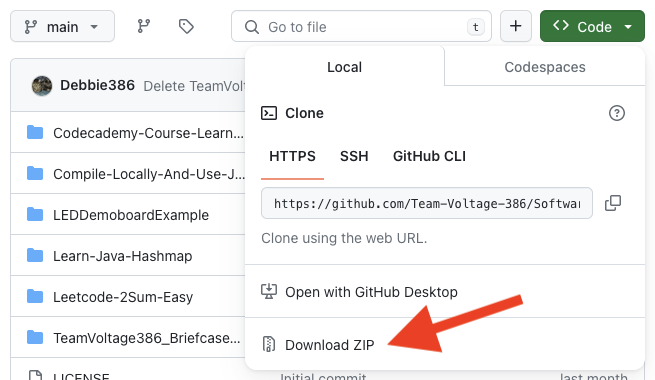 main
Go to file
t
Code
Debbie386 Delete TeamVolt
Local
Codespaces
Clone
HTTPS
SSH
GitHub CLI
https://github.com/Team-Voltage-386/Softwar
Clone using the web URL.
Open with GitHub Desktop
Download ZIP
Codecademy-Course-Learn...
Compile-Locally-And-Use-J...
LEDDemoboardExample
Learn-Java-Hashmap
Leetcode-2Sum-Easy
TeamVoltage386_Briefcase...
LICENSE
Initial commit
last month